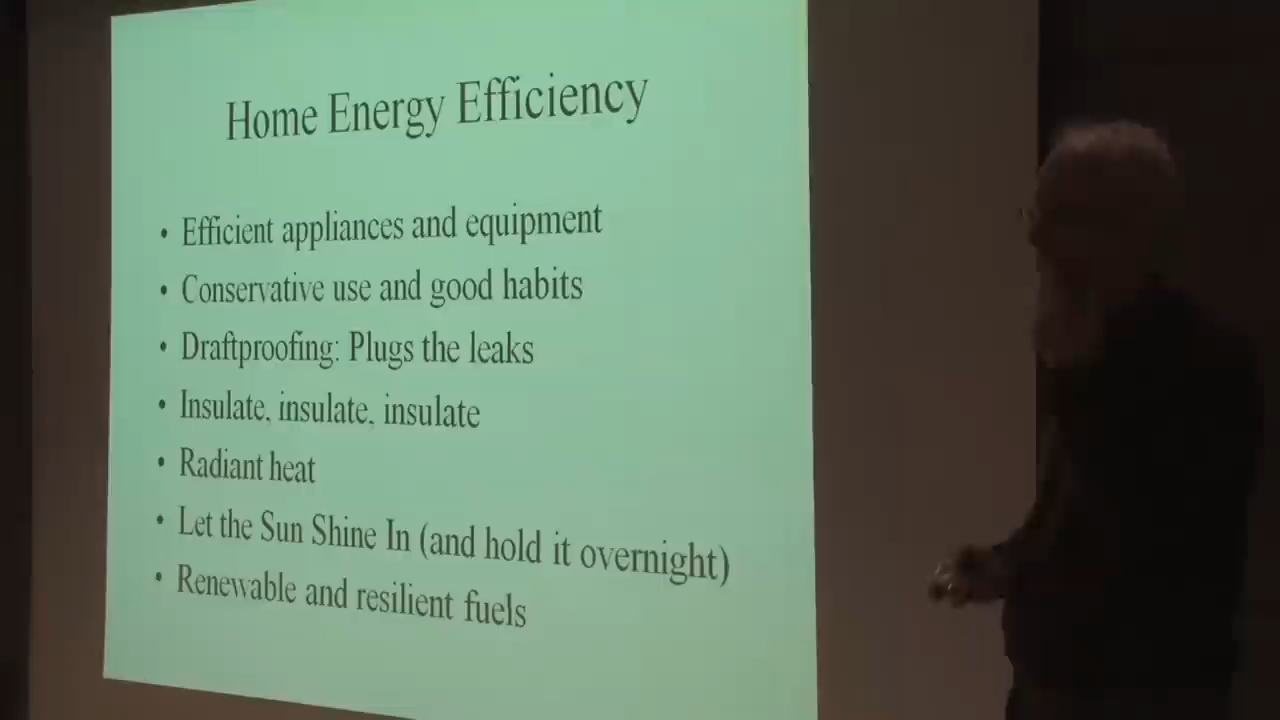 Home Energy Efficiency
• Efficient appliances and equipment
• Conservative use and good habits
• Draftproofing: Plugs the leaks
• Insulate, insulate, insulate
• Radiant heat
• Let the Sun Shine In (and hold it overnight)
• Renewable and resilient fuels